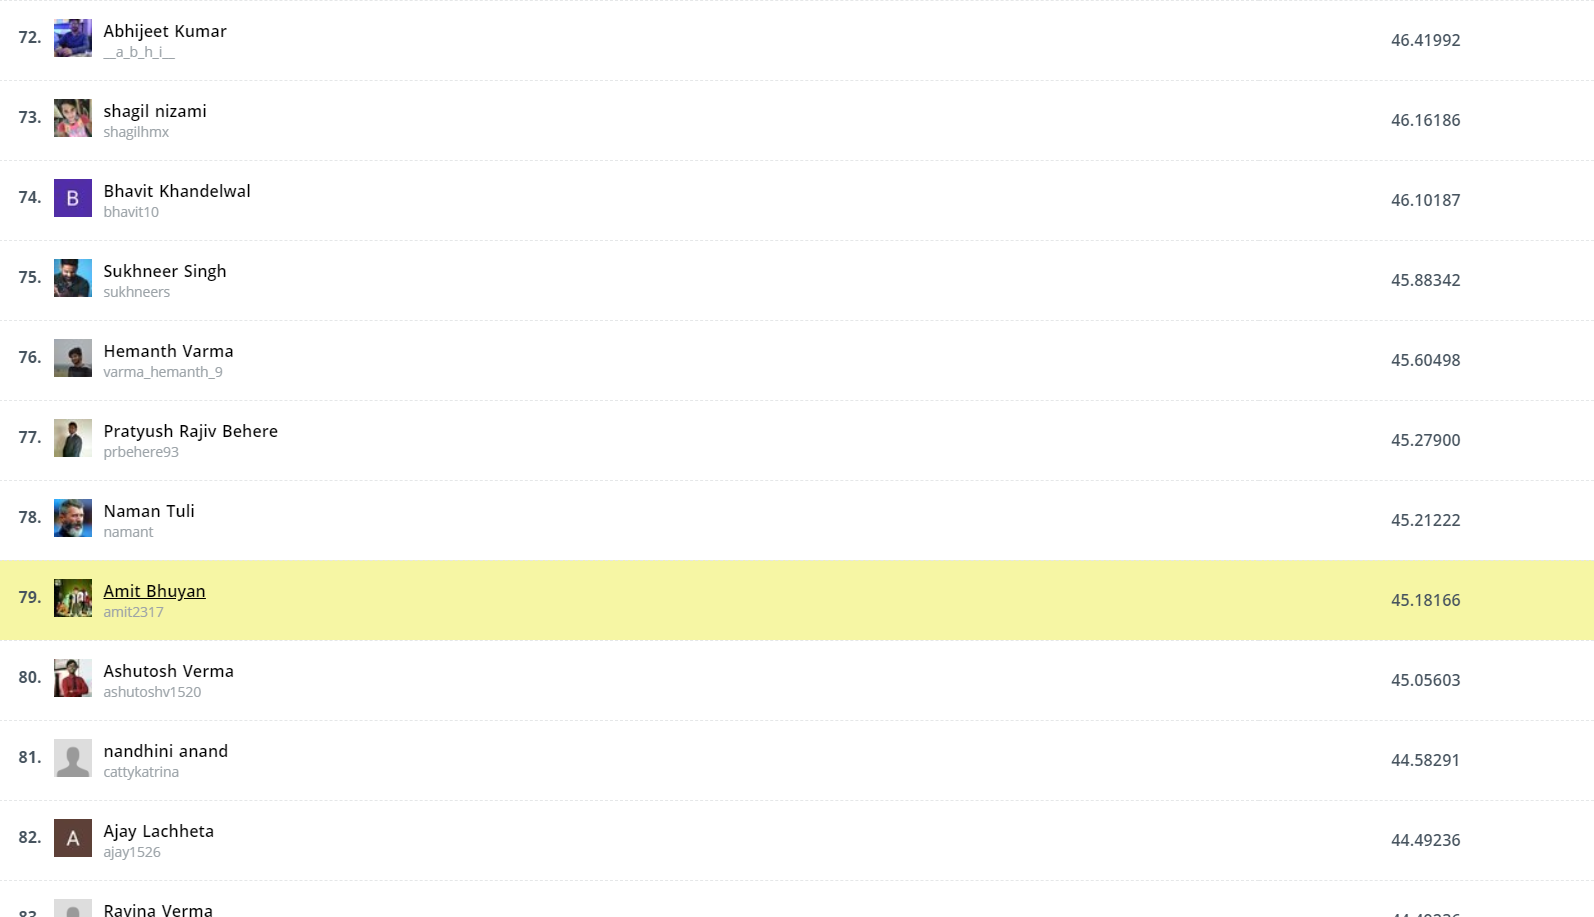 72.
Abhijeet Kumar
__a_b_h_i__
46.41992
73.
shagil nizami
shagilhmx
46.16186
74.
B
Bhavit Khandelwal
bhavit10
46.10187
75.
Sukhneer Singh
sukhneers
45.88342
76.
Hemanth Varma
varma_hemanth_9
45.60498
77.
Pratyush Rajiv Behere
prbehere93
45.27900
78.
Naman Tuli
namant
45.21222
79.
Amit Bhuyan
amit2317
45.18166
80.
Ashutosh Verma
ashutoshv1520
45.05603
81.
nandhini anand
cattykatrina
44.58291
82.
A
Ajay Lachheta
ajay1526
44.49236
83.
Ravina Verma